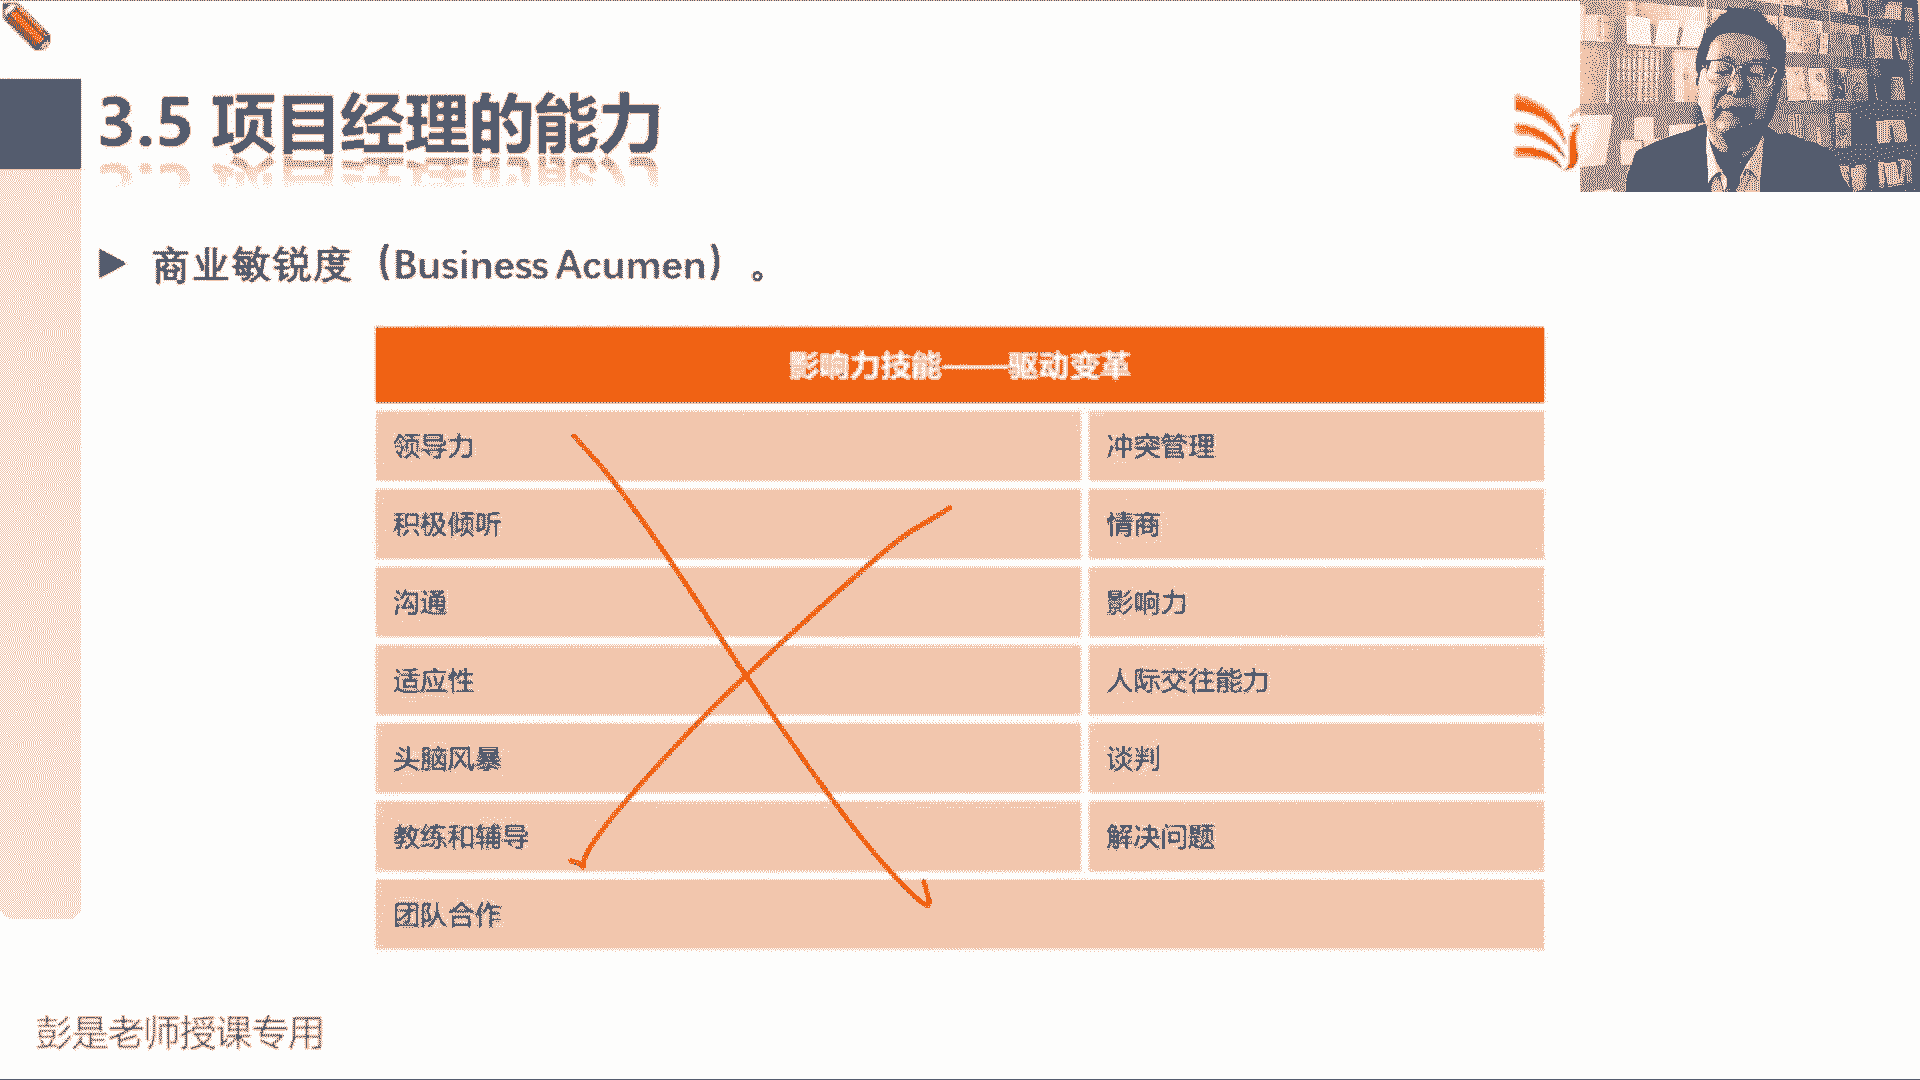 3.5 项目经理的能力
商业敏锐度（Business Acumen）。
影响力技能——驱动变革
领导力 冲突管理
积极倾听 情商
沟通 影响力
适应性 人际交往能力
头脑风暴 谈判
教练和辅导 解决问题
团队合作
彭是老师授课专用